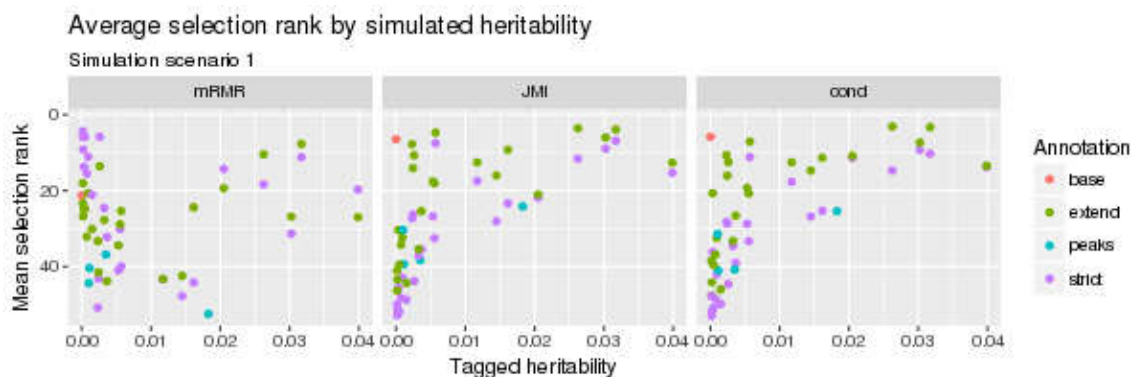 Average selection rank by simulated heritability
Simulation scenario 1
mRMR
JMI
cond
0
20
40
Mean selection rank
0.00 0.01 0.02 0.03 0.04
0.00 0.01 0.02 0.03 0.04
0.00 0.01 0.02 0.03 0.04
Tagged heritability
Annotation
base
extend
peaks
strict